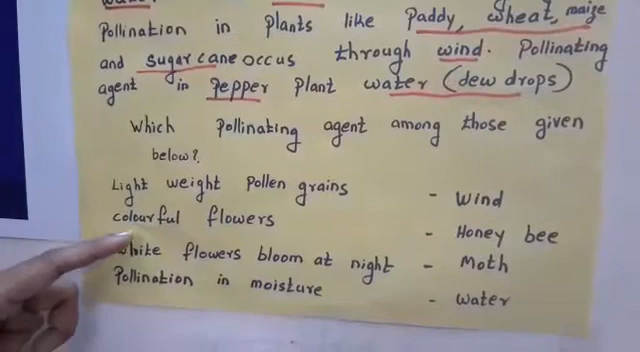 Pollination in plants like Paddy, wheat, maize
and sugarcane occus through wind. Pollinating
agent in Pepper plant water (dew drops)
Which Pollinating agent among those given
below?
Light weight Pollen grains - Wind
colourful flowers - Honey bee
White flowers bloom at night - Moth
Pollination in moisture - Water